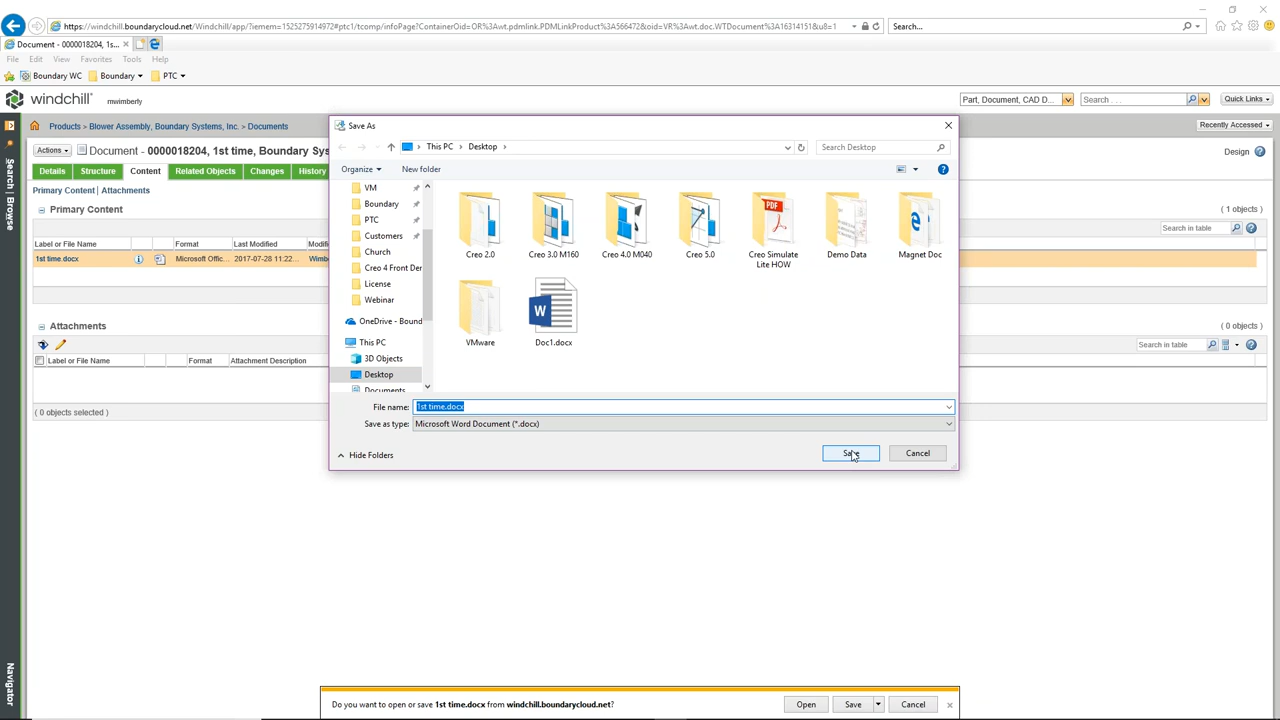 https://windchill.boundarycloud.net/Windchill/app/?iemem=1525275914972#ptc1/tcomp/infoPage?ContainerOid=OR%3Awt.pdmlink.PDMLinkProduct%3A566472&oid=VR%3Awt.doc.WTDocument%3A16314151&u8=1 Search...
Document - 0000018204, 1st...
File Edit View Favorites Tools Help
Boundary WC Boundary PTC
windchill mwimberly Part, Document, CAD D... Search . . . Quick Links
Products > Blower Assembly, Boundary Systems, Inc. > Documents Recently Accessed
Actions Document - 0000018204, 1st time, Boundary Sys Design
Details Structure Content Related Objects Changes History
Primary Content | Attachments
Primary Content ( 1 objects )
Search in table
Label or File Name Format Last Modified Modifi
1st time.docx Microsoft Offic... 2017-07-28 11:22... Wimbe
Attachments ( 0 objects )
Search in table
Label or File Name Format Attachment Description
( 0 objects selected )
Search | Browse
Navigator
Save As
This PC Desktop Search Desktop
Organize New folder
VM
Boundary
PTC
Customers
Church
Creo 4 Front Der
License
Webinar
OneDrive - Bound
This PC
3D Objects
Desktop
Documents
Creo 2.0 Creo 3.0 M160 Creo 4.0 M040 Creo 5.0 Creo Simulate Lite HOW Demo Data Magnet Doc
PDF
W
VMware Doc1.docx
File name: 1st time.docx
Save as type: Microsoft Word Document (*.docx)
Hide Folders Save Cancel
Do you want to open or save 1st time.docx from windchill.boundarycloud.net? Open Save Cancel